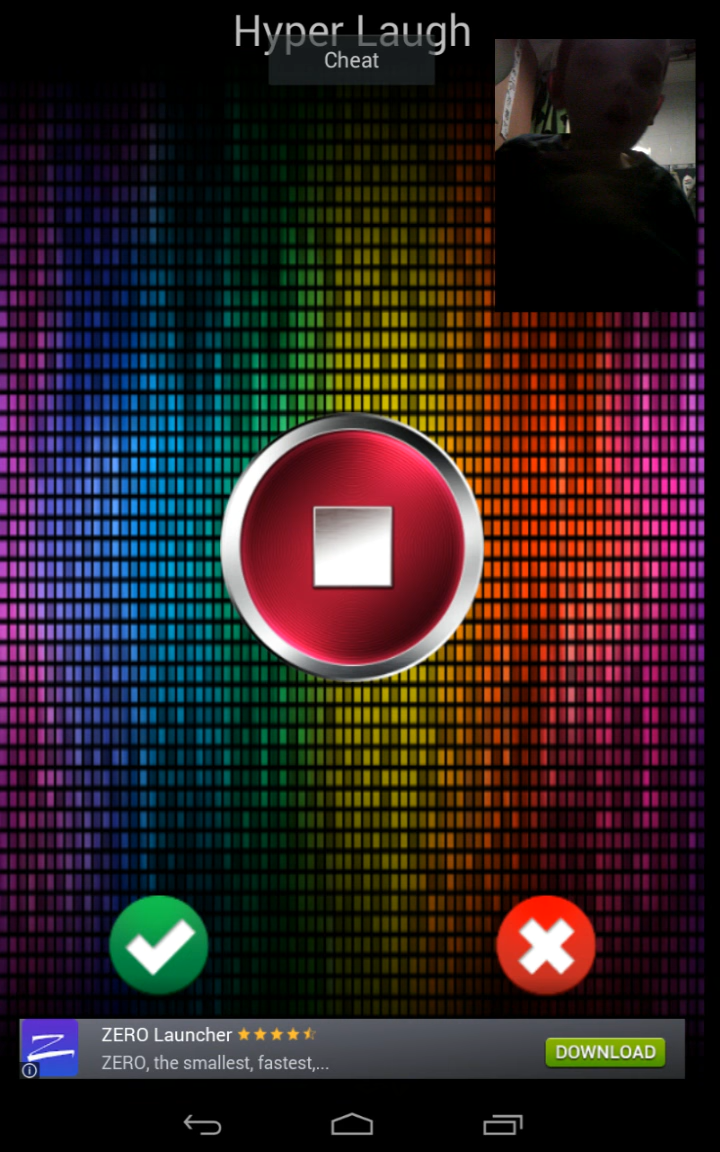 Hyper Laugh
Cheat
ZERO Launcher
ZERO, the smallest, fastest,...
DOWNLOAD